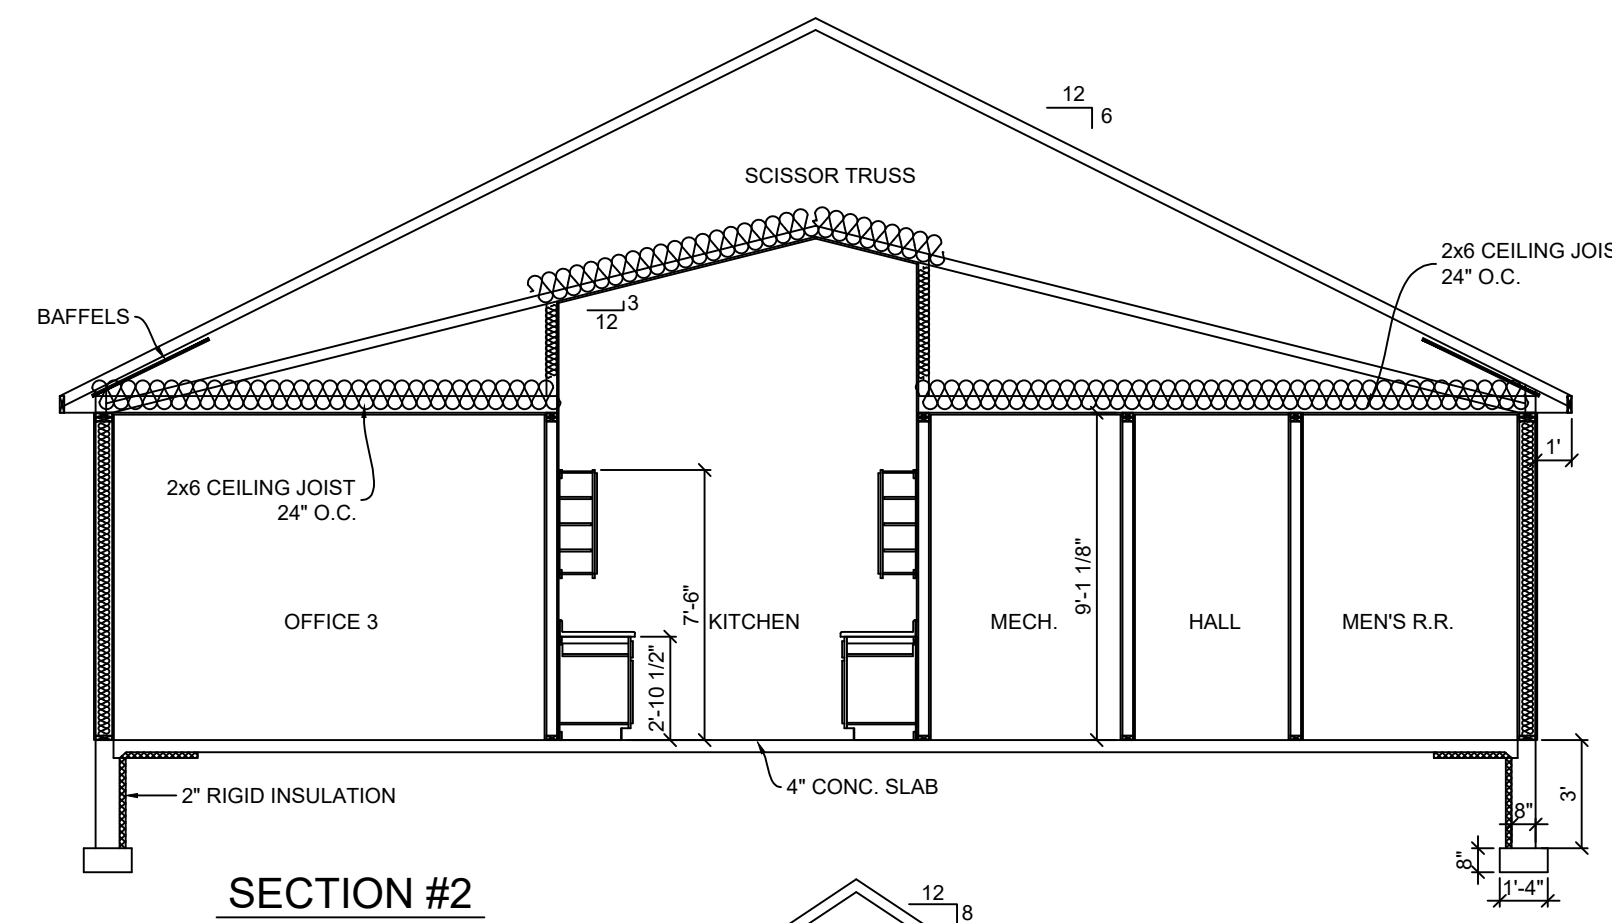 12
6
SCISSOR TRUSS
2x6 CEILING JOIS
24" O.C.
BAFFELS
3
12
1'
2x6 CEILING JOIST
24" O.C.
9'-1 1/8"
7'-6"
OFFICE 3
KITCHEN
MECH.
HALL
MEN'S R.R.
2'-10 1/2"
4" CONC. SLAB
2" RIGID INSULATION
3'
8"
8"
1'-4"
SECTION #2
12
8